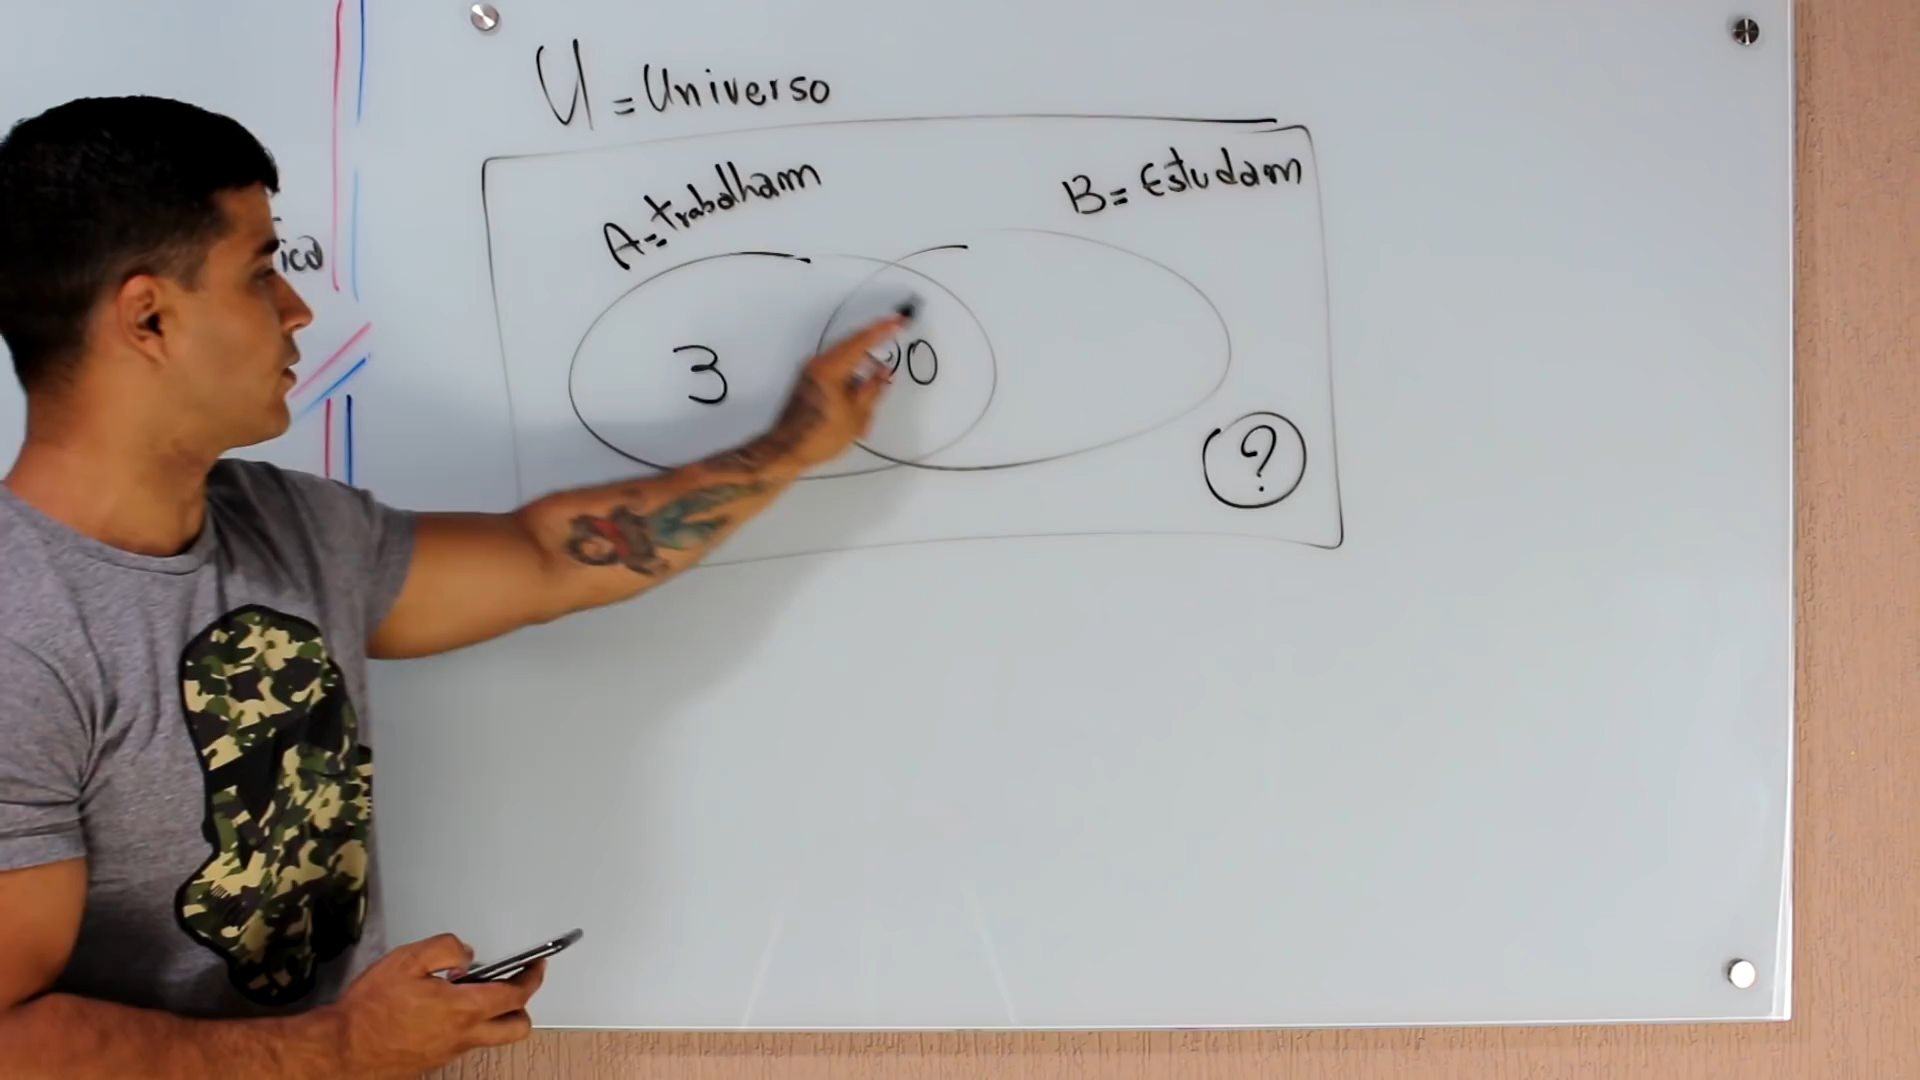 U = Universo
A = trabalham
B = Estudam
3
?